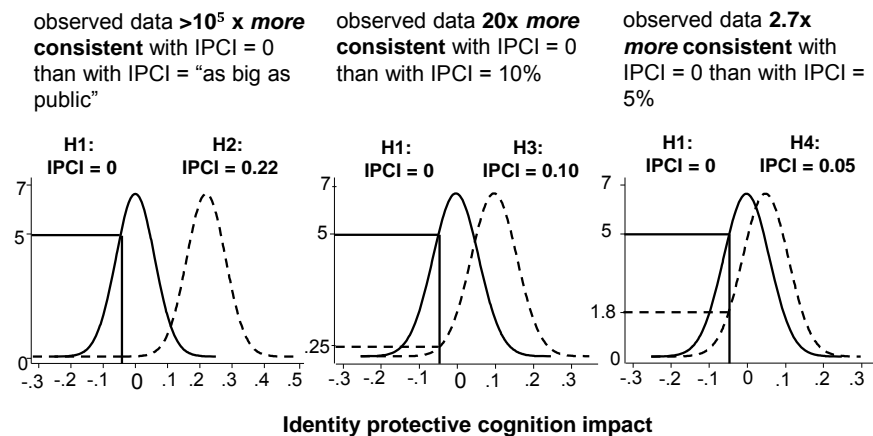 observed data >10⁵ x more
consistent with IPCI = 0
than with IPCI = “as big as
public”
observed data 20x more
consistent with IPCI = 0
than with IPCI = 10%
observed data 2.7x
more consistent with
IPCI = 0 than with IPCI =
5%
H1:
IPCI = 0
H2:
IPCI = 0.22
7
5
0
-.3 -.2 -.1 0 .1 .2 .3 .4 .5
H1:
IPCI = 0
H3:
IPCI = 0.10
7
5
.25
-.3 -.2 -.1 0 .1 .2 .3
H1:
IPCI = 0
H4:
IPCI = 0.05
7
5
1.8
0
-.3 -.2 -.1 0 .1 .2 .3
Identity protective cognition impact